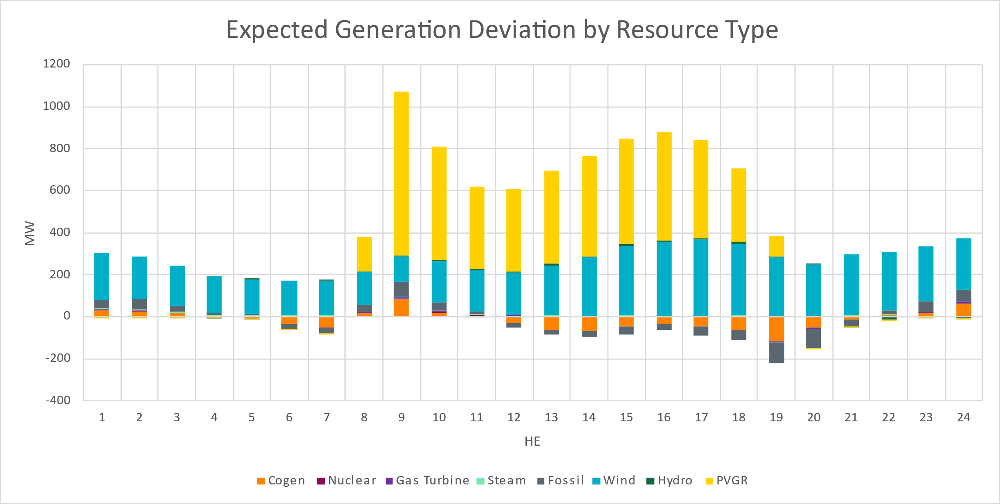 Expected Generation Deviation by Resource Type
1200
1000
800
600
400
200
0
-200
-400
MW
1 2 3 4 5 6 7 8 9 10 11 12 13 14 15 16 17 18 19 20 21 22 23 24
HE
Cogen Nuclear Gas Turbine Steam Fossil Wind Hydro PVGR